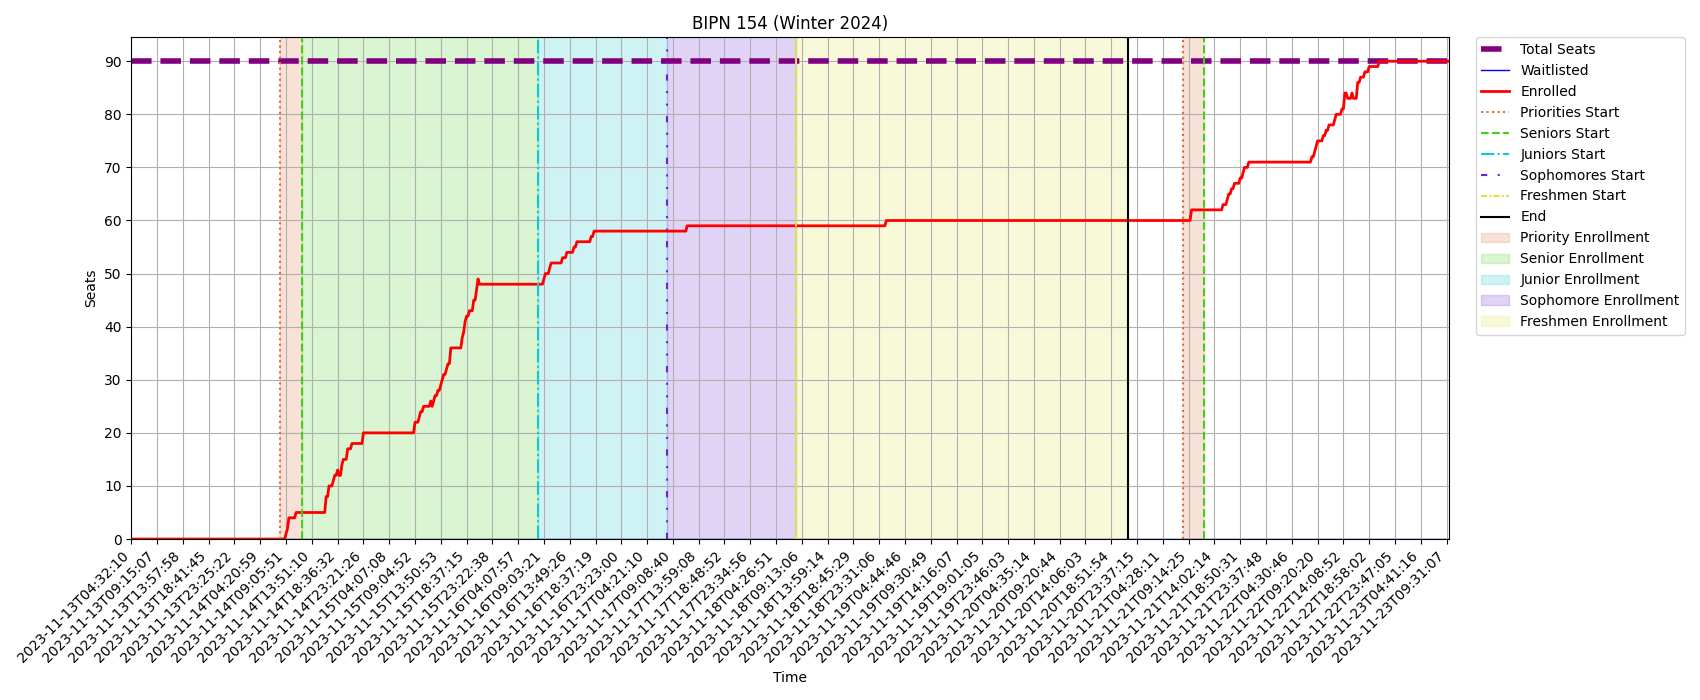 BIPN 154 (Winter 2024)
Seats
90
80
70
60
50
40
30
20
10
0
2023-11-13T04:32:10
2023-11-13T09:15:07
2023-11-13T13:57:58
2023-11-13T18:41:45
2023-11-13T23:25:22
2023-11-14T04:20:59
2023-11-14T09:05:51
2023-11-14T13:51:10
2023-11-14T18:36:32
2023-11-14T23:21:26
2023-11-15T04:07:08
2023-11-15T09:04:52
2023-11-15T13:50:53
2023-11-15T18:37:15
2023-11-15T23:22:38
2023-11-16T04:07:57
2023-11-16T09:03:21
2023-11-16T13:49:26
2023-11-16T18:37:19
2023-11-16T23:23:00
2023-11-17T04:21:10
2023-11-17T09:08:40
2023-11-17T13:59:08
2023-11-17T18:48:52
2023-11-17T23:34:56
2023-11-18T04:26:51
2023-11-18T09:13:06
2023-11-18T13:59:14
2023-11-18T18:45:29
2023-11-18T23:31:06
2023-11-19T04:44:46
2023-11-19T09:30:49
2023-11-19T14:16:07
2023-11-19T19:01:05
2023-11-19T23:46:03
2023-11-20T04:35:14
2023-11-20T09:20:44
2023-11-20T14:06:03
2023-11-20T18:51:54
2023-11-20T23:37:15
2023-11-21T04:28:11
2023-11-21T09:14:25
2023-11-21T14:02:14
2023-11-21T18:50:31
2023-11-21T23:37:48
2023-11-22T04:30:46
2023-11-22T09:20:20
2023-11-22T14:08:52
2023-11-22T18:58:02
2023-11-22T23:47:05
2023-11-23T04:41:16
2023-11-23T09:31:07
Time
Total Seats
Waitlisted
Enrolled
Priorities Start
Seniors Start
Juniors Start
Sophomores Start
Freshmen Start
End
Priority Enrollment
Senior Enrollment
Junior Enrollment
Sophomore Enrollment
Freshmen Enrollment